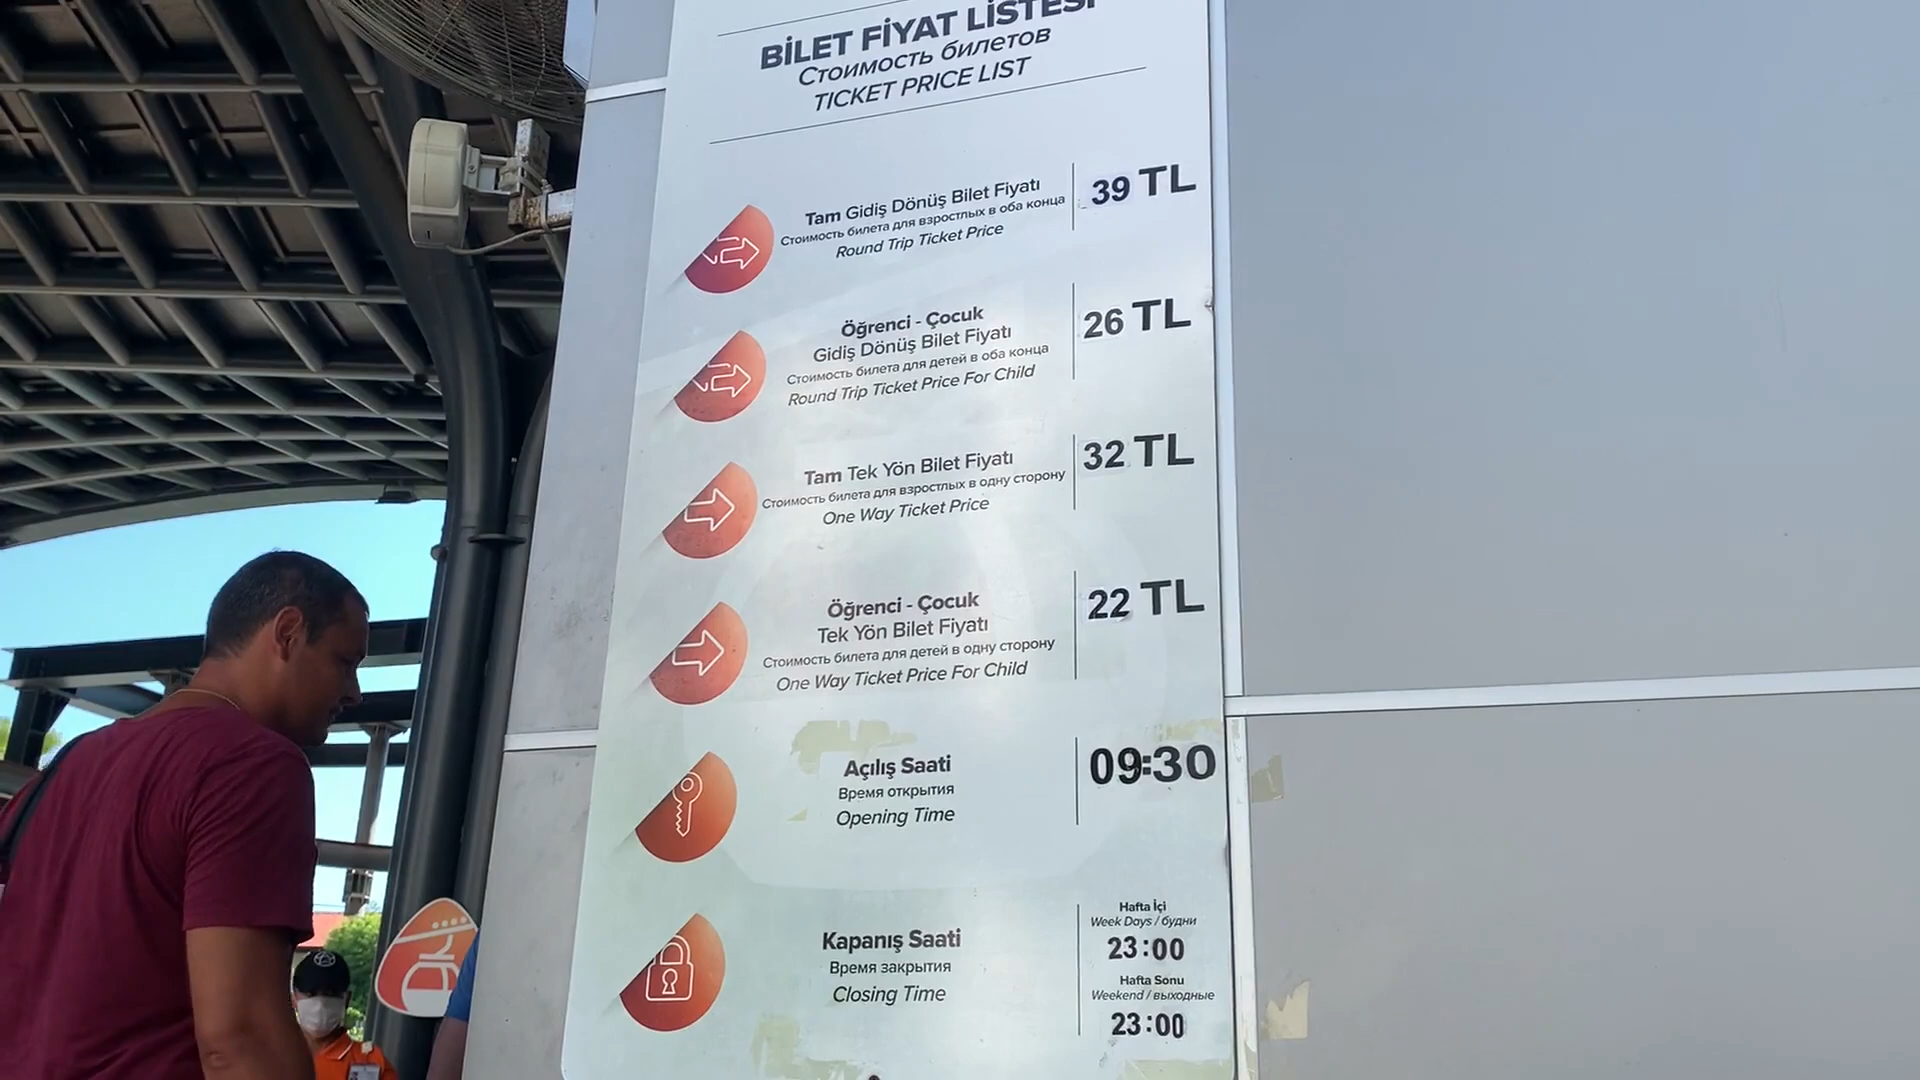 BİLET FİYAT LİSTESİ
Стоимость билетов
TICKET PRICE LIST
Tam Gidiş Dönüş Bilet Fiyatı
Стоимость билета для взрослых в оба конца
Round Trip Ticket Price
39 TL
Öğrenci - Çocuk
Gidiş Dönüş Bilet Fiyatı
Стоимость билета для детей в оба конца
Round Trip Ticket Price For Child
26 TL
Tam Tek Yön Bilet Fiyatı
Стоимость билета для взрослых в одну сторону
One Way Ticket Price
32 TL
Öğrenci - Çocuk
Tek Yön Bilet Fiyatı
Стоимость билета для детей в одну сторону
One Way Ticket Price For Child
22 TL
Açılış Saati
Время открытия
Opening Time
09:30
Kapanış Saati
Время закрытия
Closing Time
Hafta İçi
Week Days / будни
23:00
Hafta Sonu
Weekend / выходные
23:00